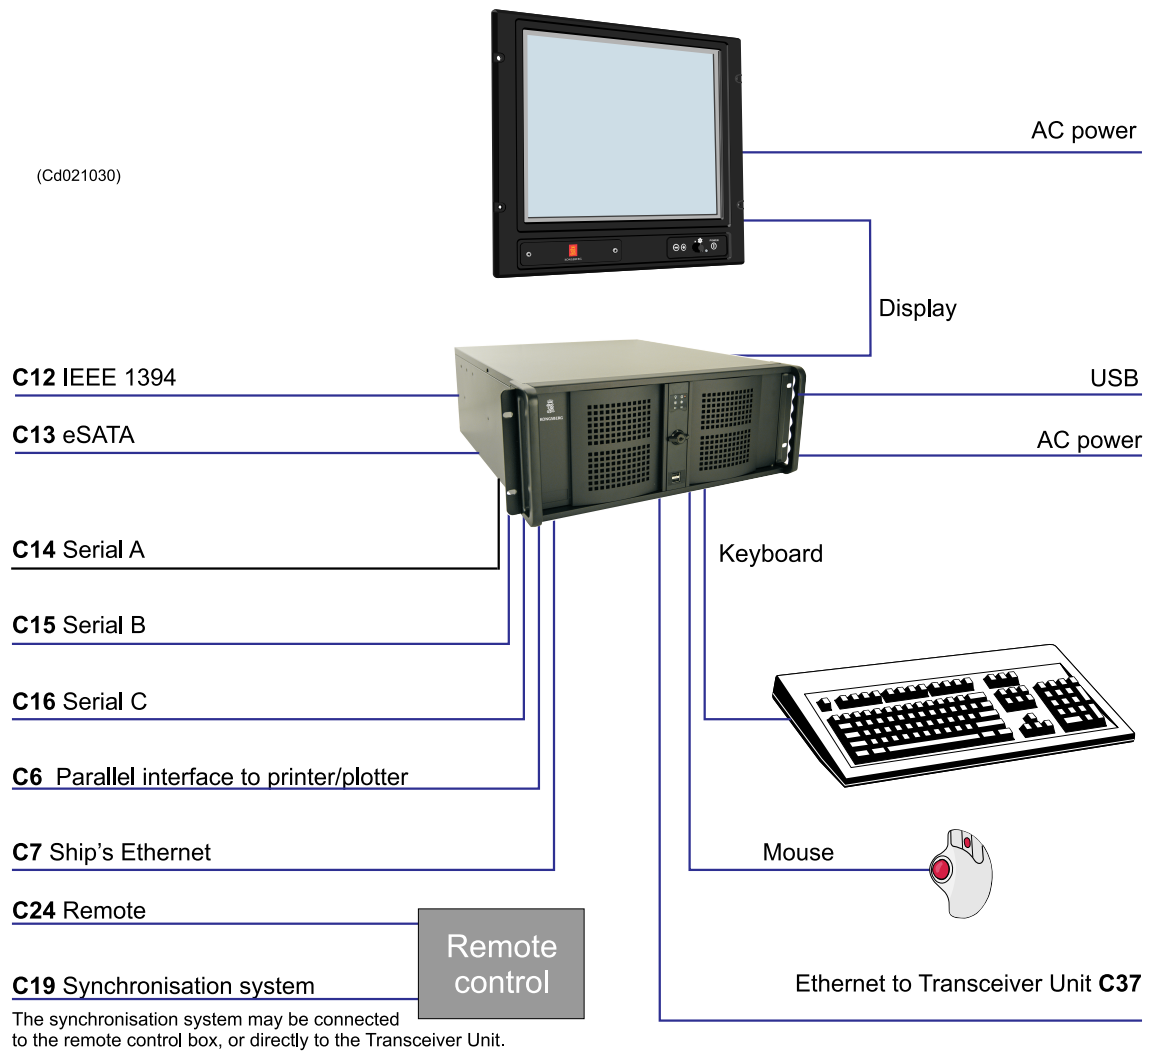 AC power
(Cd021030)
Display
C12 IEEE 1394
USB
C13 eSATA
AC power
KONGSBERG
C14 Serial A
Keyboard
C15 Serial B
C16 Serial C
C6 Parallel interface to printer/plotter
C7 Ship's Ethernet
Mouse
C24 Remote
Remote
control
C19 Synchronisation system
Ethernet to Transceiver Unit C37
The synchronisation system may be connected
to the remote control box, or directly to the Transceiver Unit.